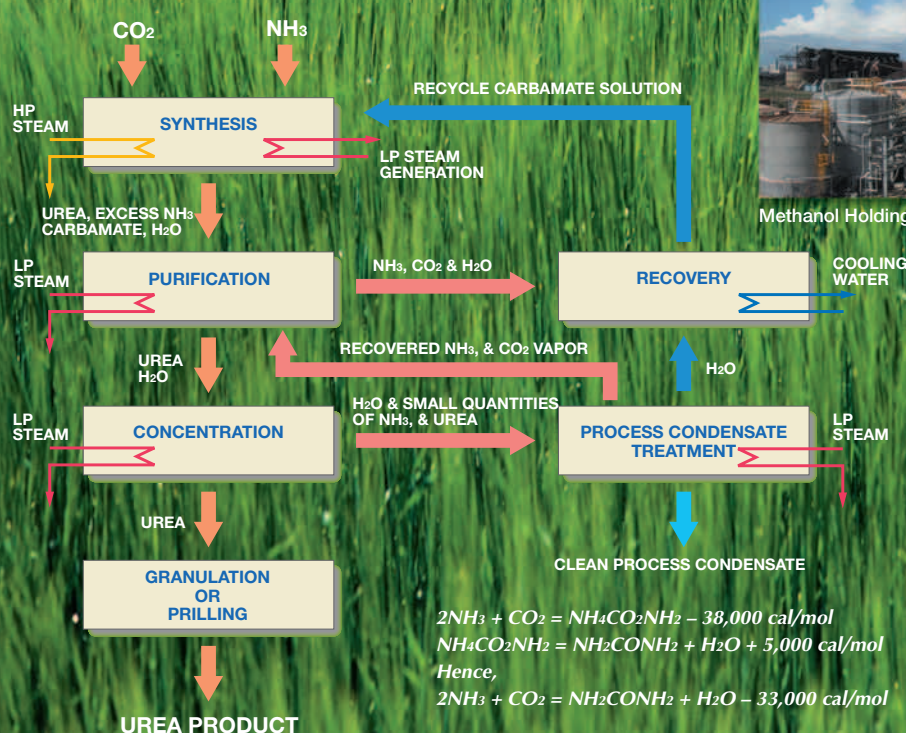 CO2
NH3
RECYCLE CARBAMATE SOLUTION
HP
STEAM
SYNTHESIS
LP STEAM
GENERATION
UREA, EXCESS NH3
CARBAMATE, H2O
Methanol Holding
LP
STEAM
PURIFICATION
NH3, CO2 & H2O
RECOVERY
COOLING
WATER
RECOVERED NH3, & CO2 VAPOR
UREA
H2O
H2O
LP
STEAM
CONCENTRATION
H2O & SMALL QUANTITIES
OF NH3, & UREA
PROCESS CONDENSATE
TREATMENT
LP
STEAM
UREA
CLEAN PROCESS CONDENSATE
GRANULATION
OR
PRILLING
2NH3 + CO2 = NH4CO2NH2 – 38,000 cal/mol
NH4CO2NH2 = NH2CONH2 + H2O + 5,000 cal/mol
Hence,
2NH3 + CO2 = NH2CONH2 + H2O – 33,000 cal/mol
UREA PRODUCT